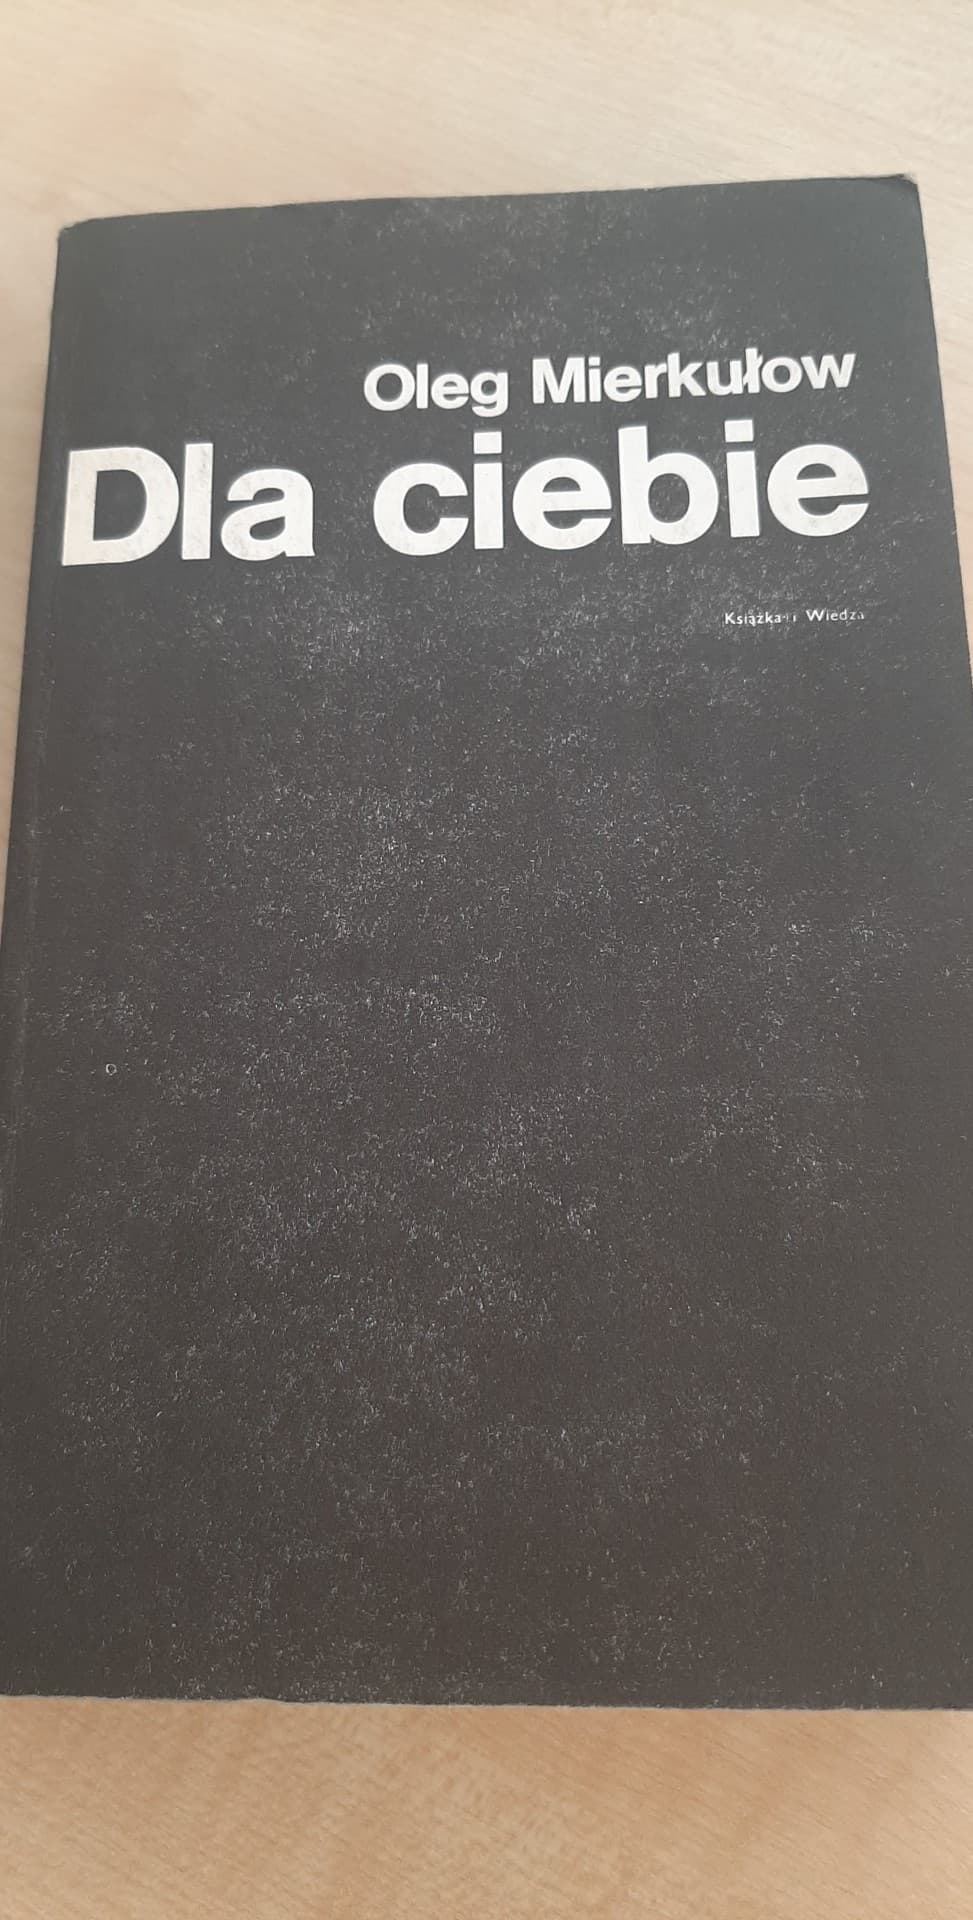 Oleg Mierkułow
Dla ciebie
Książka i Wiedza